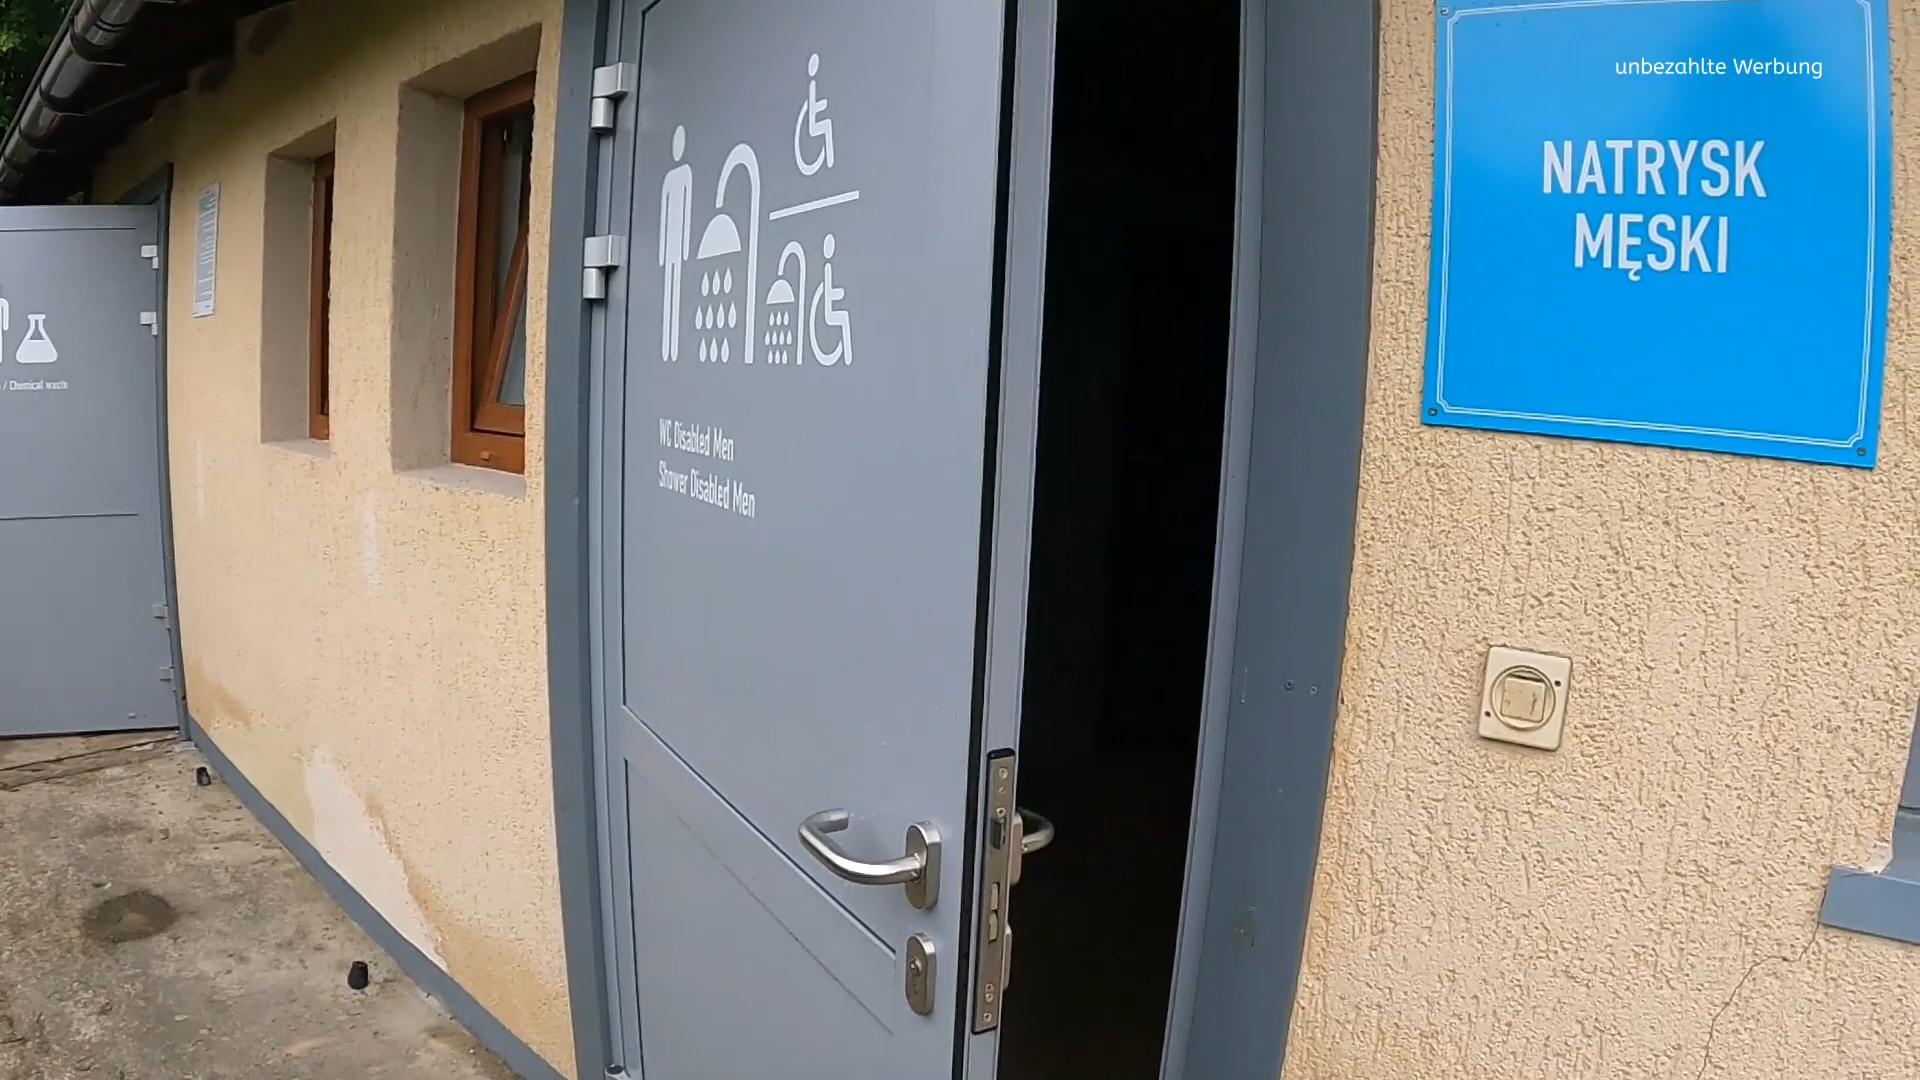 unbezahlte Werbung
NATRYSK
MĘSKI
WC Disabled Men
Shower Disabled Men
/ Chemical waste